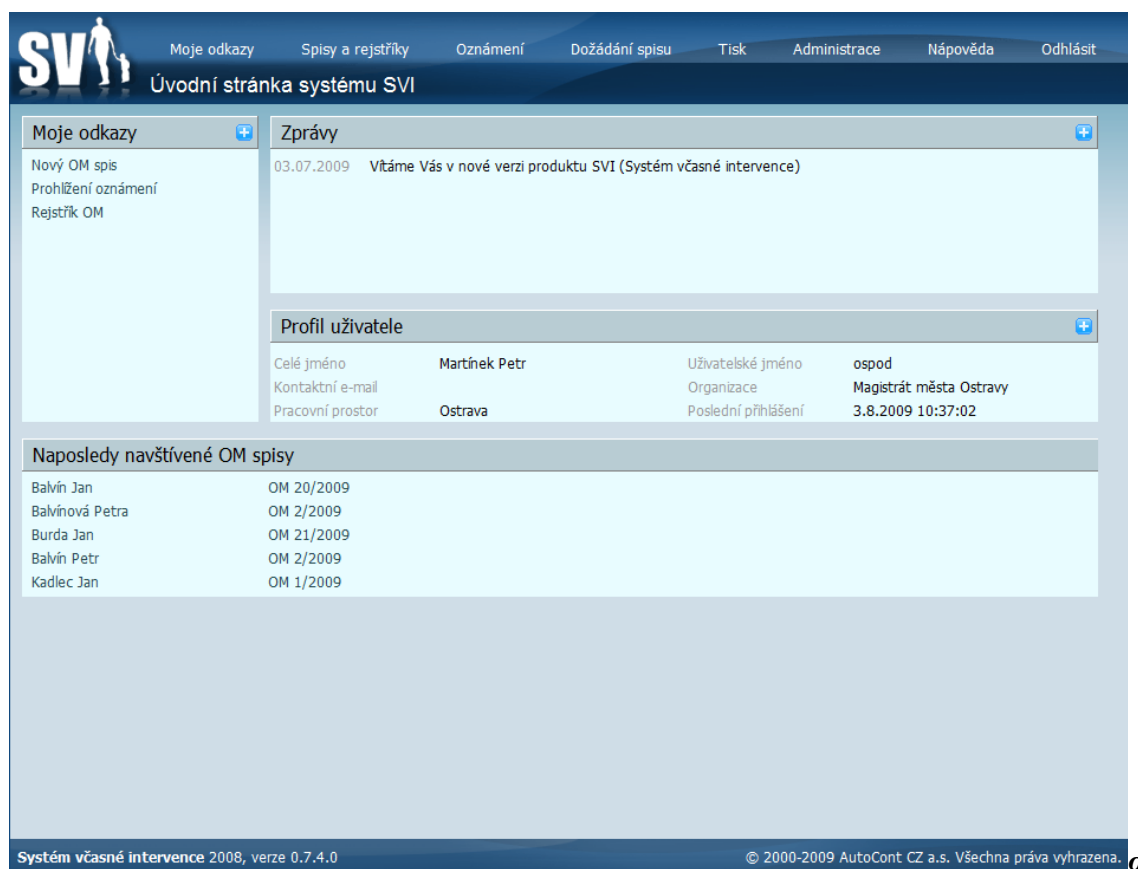 SVI
Moje odkazy Spisy a rejstříky Oznámení Dožádání spisu Tisk Administrace Nápověda Odhlásit
Úvodní stránka systému SVI
Moje odkazy
Nový OM spis
Prohlížení oznámení
Rejstřík OM
Zprávy
03.07.2009 Vítáme Vás v nové verzi produktu SVI (Systém včasné intervence)
Profil uživatele
Celé jméno Martínek Petr Uživatelské jméno ospod
Kontaktní e-mail Organizace Magistrát města Ostravy
Pracovní prostor Ostrava Poslední přihlášení 3.8.2009 10:37:02
Naposledy navštívené OM spisy
Balvín Jan OM 20/2009
Balvínová Petra OM 2/2009
Burda Jan OM 21/2009
Balvín Petr OM 2/2009
Kadlec Jan OM 1/2009
Systém včasné intervence 2008, verze 0.7.4.0 © 2000-2009 AutoCont CZ a.s. Všechna práva vyhrazena.